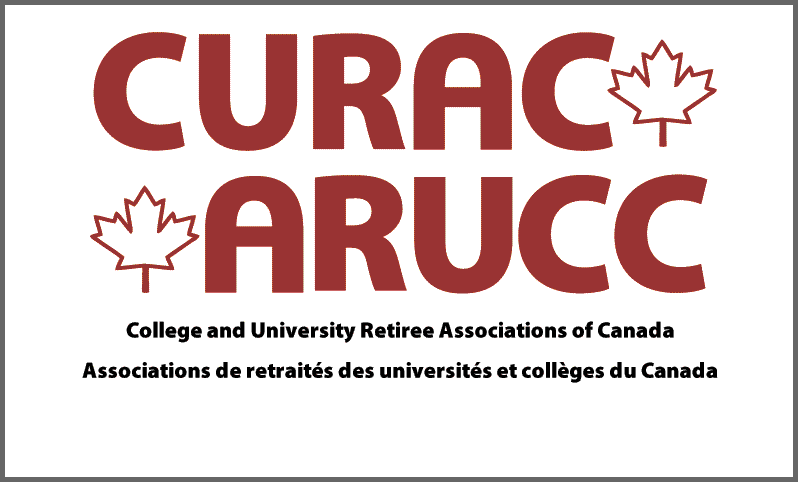 CURAC
ARUCC
College and University Retiree Associations of Canada
Associations de retraités des universités et collèges du Canada